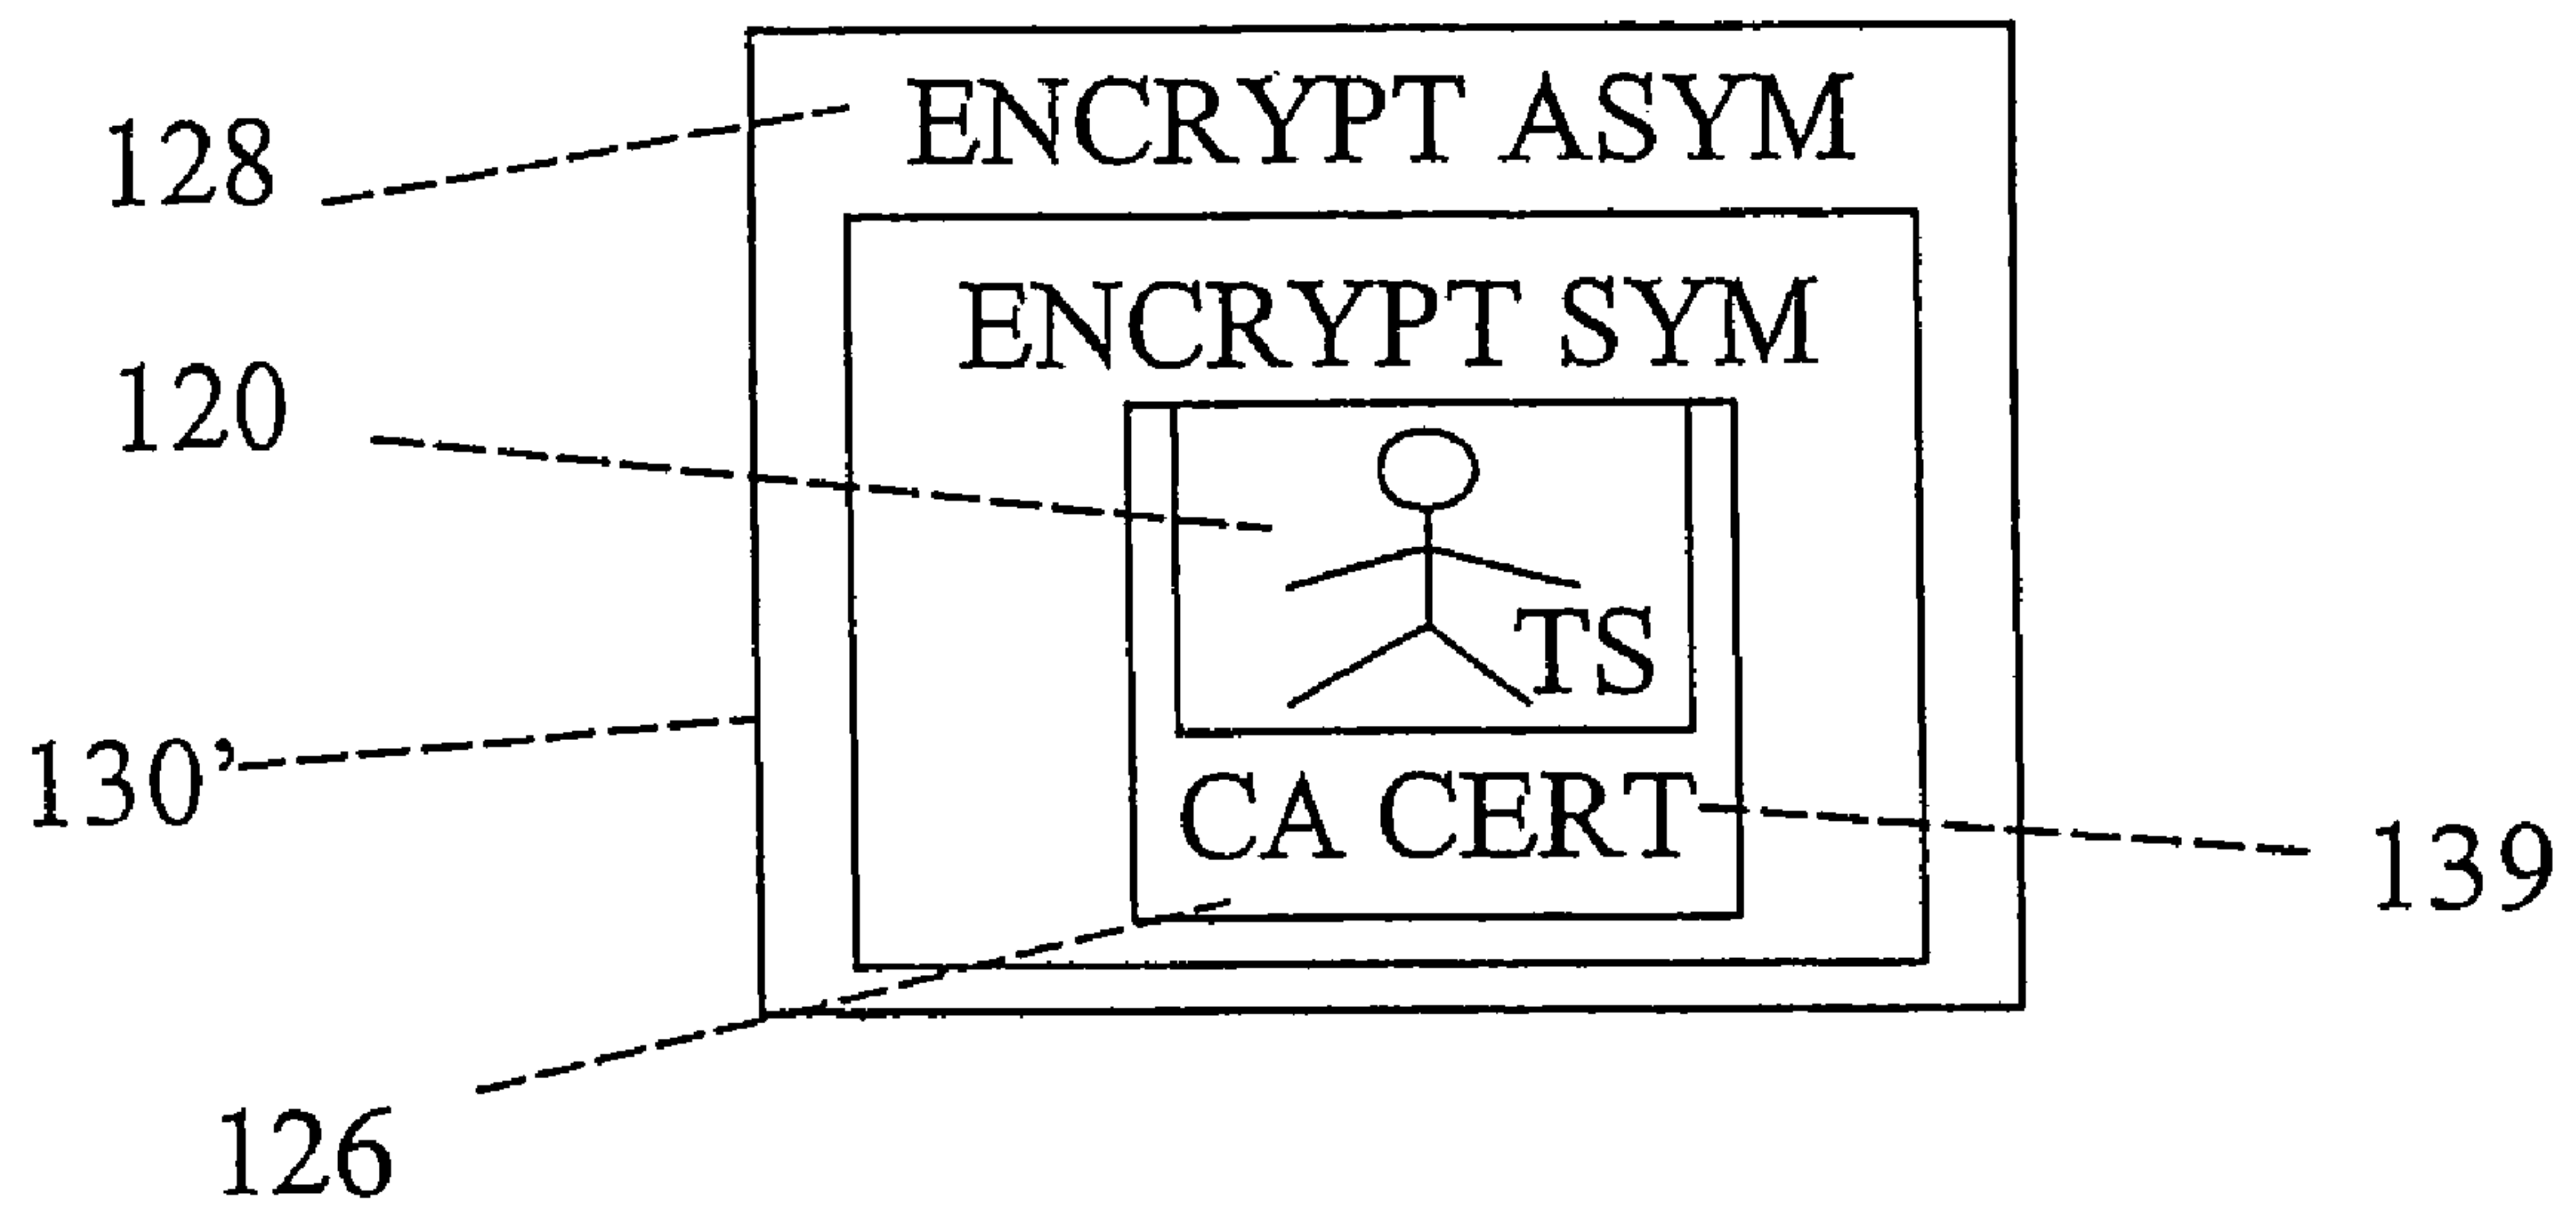 ENCRYPT ASYM
128
ENCRYPT SYM
120
TS
130’
CA CERT
139
126